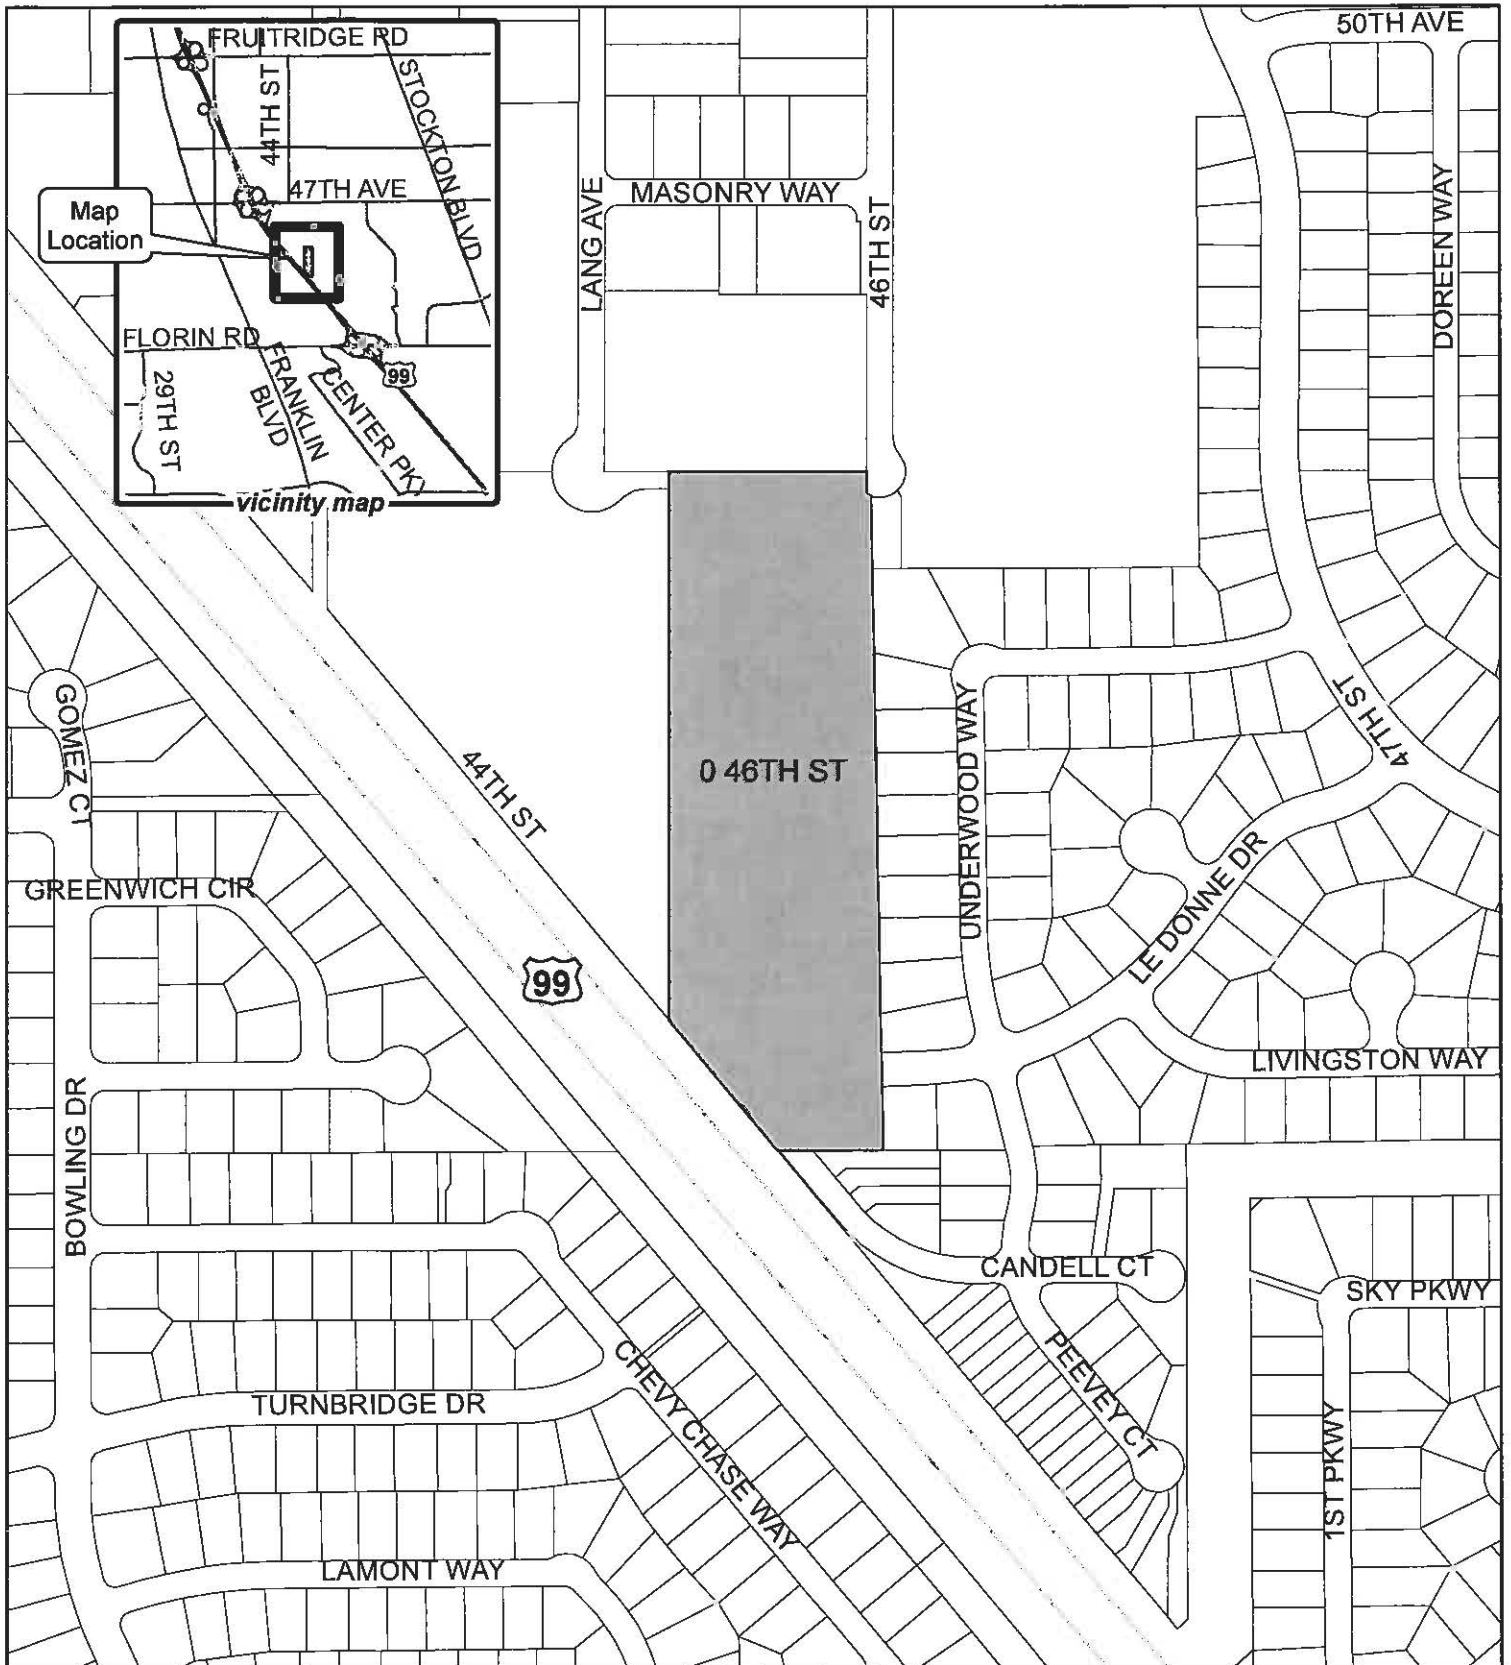 50TH AVE
FRUITRIDGE RD
STOCKTON BLVD
44TH ST
47TH AVE
Map
Location
FLORIN RD
FRANKLIN
BLVD
29TH ST
CENTER PKY
99
vicinity map
LANG AVE
MASONRY WAY
46TH ST
DOREEN WAY
GOMEZ CT
44TH ST
0 46TH ST
UNDERWOOD WAY
47TH ST
GREENWICH CIR
LE DONNE DR
99
LIVINGSTON WAY
BOWLING DR
CANDELL CT
SKY PKWY
PEEVEY CT
TURNBRIDGE DR
CHEVY CHASE WAY
1ST PKWY
LAMONT WAY